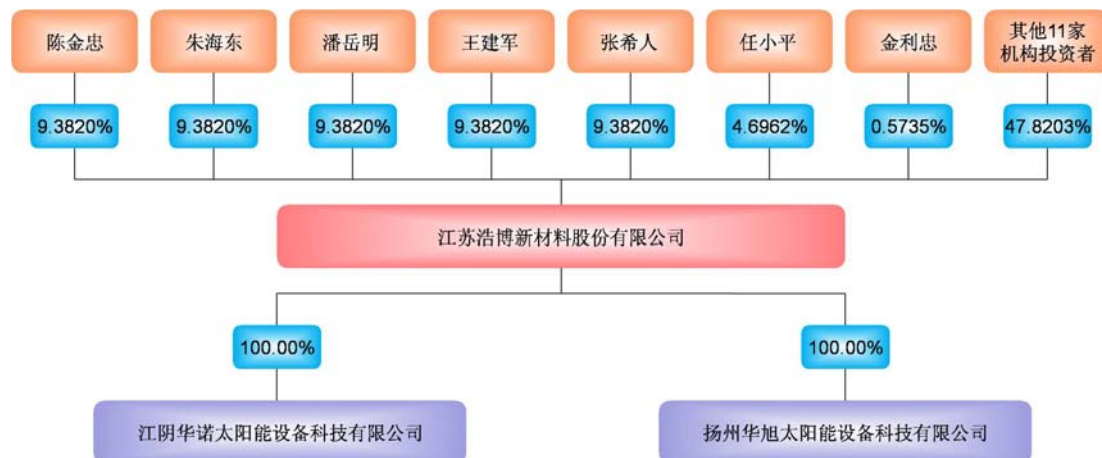 陈金忠
朱海东
潘岳明
王建军
张希人
任小平
金利忠
其他11家
机构投资者
9.3820%
9.3820%
9.3820%
9.3820%
9.3820%
4.6962%
0.5735%
47.8203%
江苏浩博新材料股份有限公司
100.00%
100.00%
江阴华诺太阳能设备科技有限公司
扬州华旭太阳能设备科技有限公司